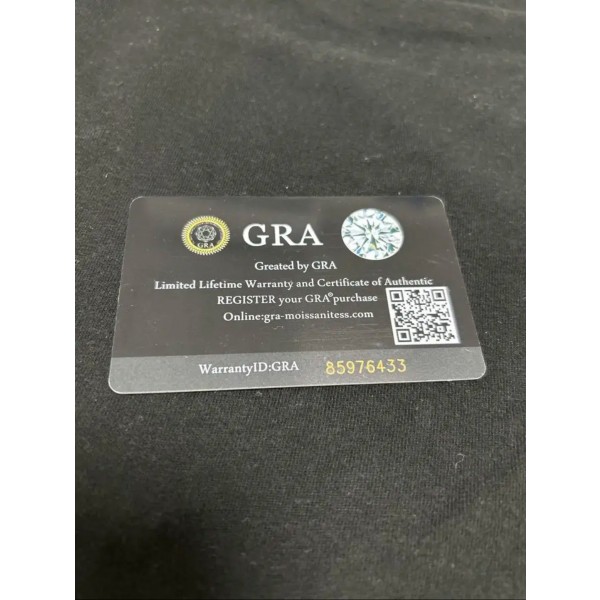 GRA
GRA
Greated by GRA
Limited Lifetime Warranty and Certificate of Authentic
REGISTER your GRA® purchase
Online:gra-moissanitess.com
WarrantyID:GRA 85976433